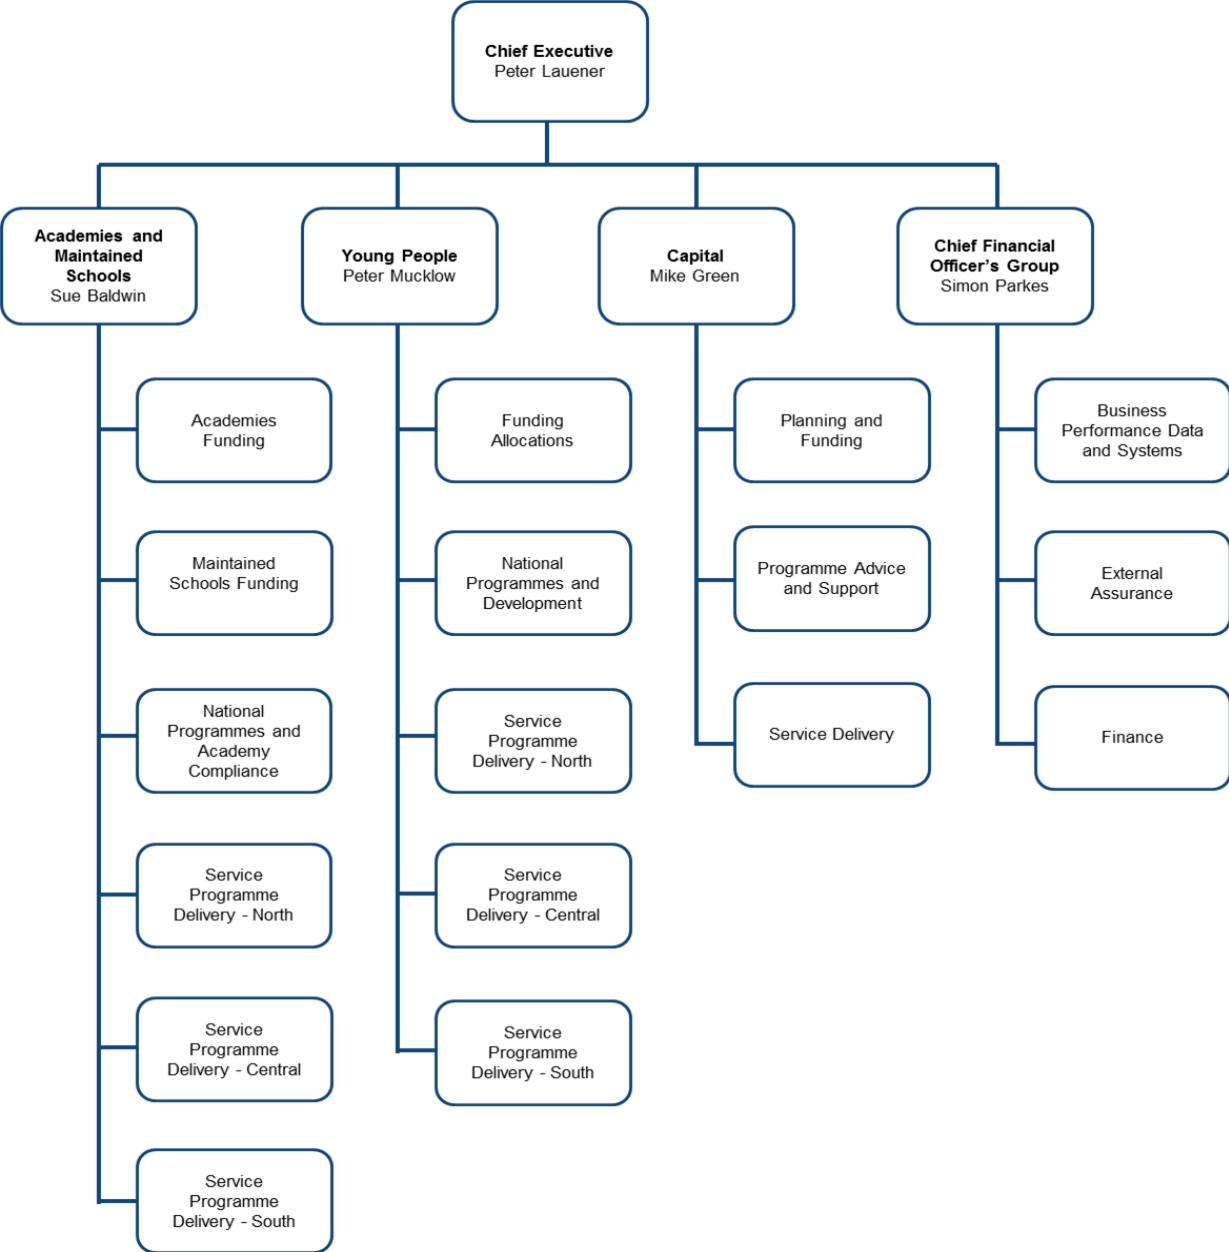 Chief Executive
Peter Lauener
Academies and
Maintained
Schools
Sue Baldwin
Young People
Peter Mucklow
Capital
Mike Green
Chief Financial
Officer's Group
Simon Parkes
Academies
Funding
Maintained
Schools Funding
National
Programmes and
Academy
Compliance
Service
Programme
Delivery - North
Service
Programme
Delivery - Central
Service
Programme
Delivery - South
Funding
Allocations
National
Programmes and
Development
Service
Programme
Delivery - North
Service
Programme
Delivery - Central
Service
Programme
Delivery - South
Planning and
Funding
Programme Advice
and Support
Service Delivery
Business
Performance Data
and Systems
External
Assurance
Finance